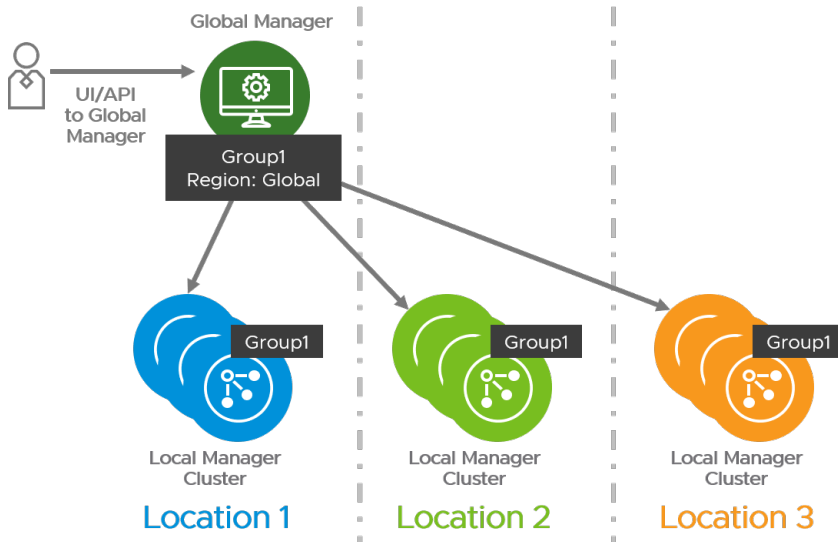 Global Manager
UI/API
to Global
Manager
Group1
Region: Global
Group1
Group1
Group1
Local Manager
Cluster
Local Manager
Cluster
Local Manager
Cluster
Location 1
Location 2
Location 3